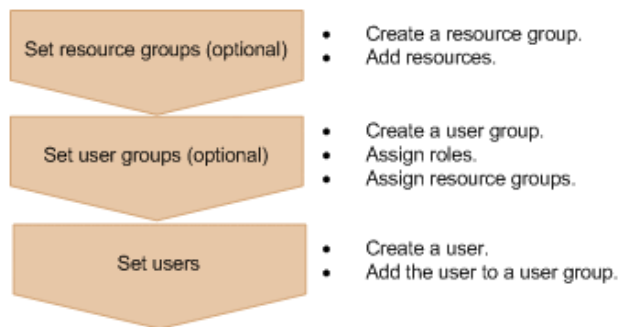 Set resource groups (optional)
• Create a resource group.
• Add resources.
Set user groups (optional)
• Create a user group.
• Assign roles.
• Assign resource groups.
Set users
• Create a user.
• Add the user to a user group.